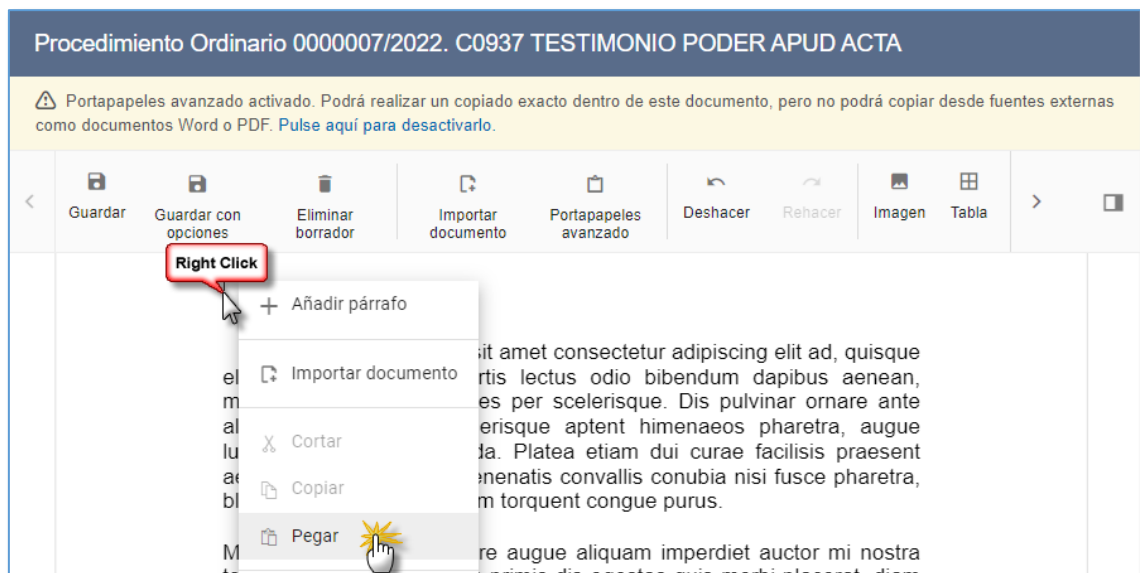 Procedimiento Ordinario 0000007/2022. C0937 TESTIMONIO PODER APUD ACTA
Portapapeles avanzado activado. Podrá realizar un copiado exacto dentro de este documento, pero no podrá copiar desde fuentes externas
como documentos Word o PDF. Pulse aquí para desactivarlo.
Guardar
Guardar con
opciones
Eliminar
borrador
Importar
documento
Portapapeles
avanzado
Deshacer
Rehacer
Imagen
Tabla
Right Click
Añadir párrafo
Importar documento
Cortar
Copiar
Pegar
sit amet consectetur adipiscing elit ad, quisque
el rtis lectus odio bibendum dapibus aenean,
m es per scelerisque. Dis pulvinar ornare ante
al erisque aptent himenaeos pharetra, augue
lu da. Platea etiam dui curae facilisis praesent
ae enenatis convallis conubia nisi fusce pharetra,
bl m torquent congue purus.
M re augue aliquam imperdiet auctor mi nostra